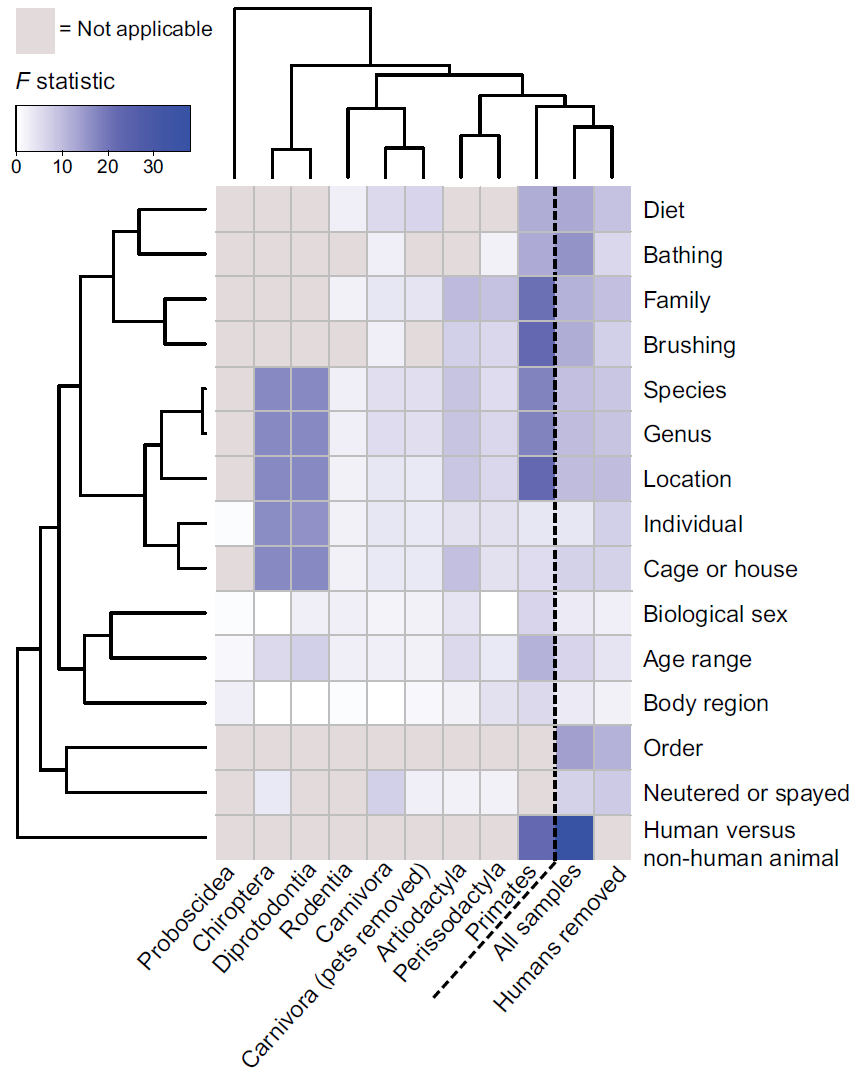 = Not applicable
F statistic
0 10 20 30
Diet
Bathing
Family
Brushing
Species
Genus
Location
Individual
Cage or house
Biological sex
Age range
Body region
Order
Neutered or spayed
Human versus
non-human animal
Proboscidea
Chiroptera
Diprotodontia
Rodentia
Carnivora
Carnivora (pets removed)
Artiodactyla
Perissodactyla
Primates
All samples
Humans removed